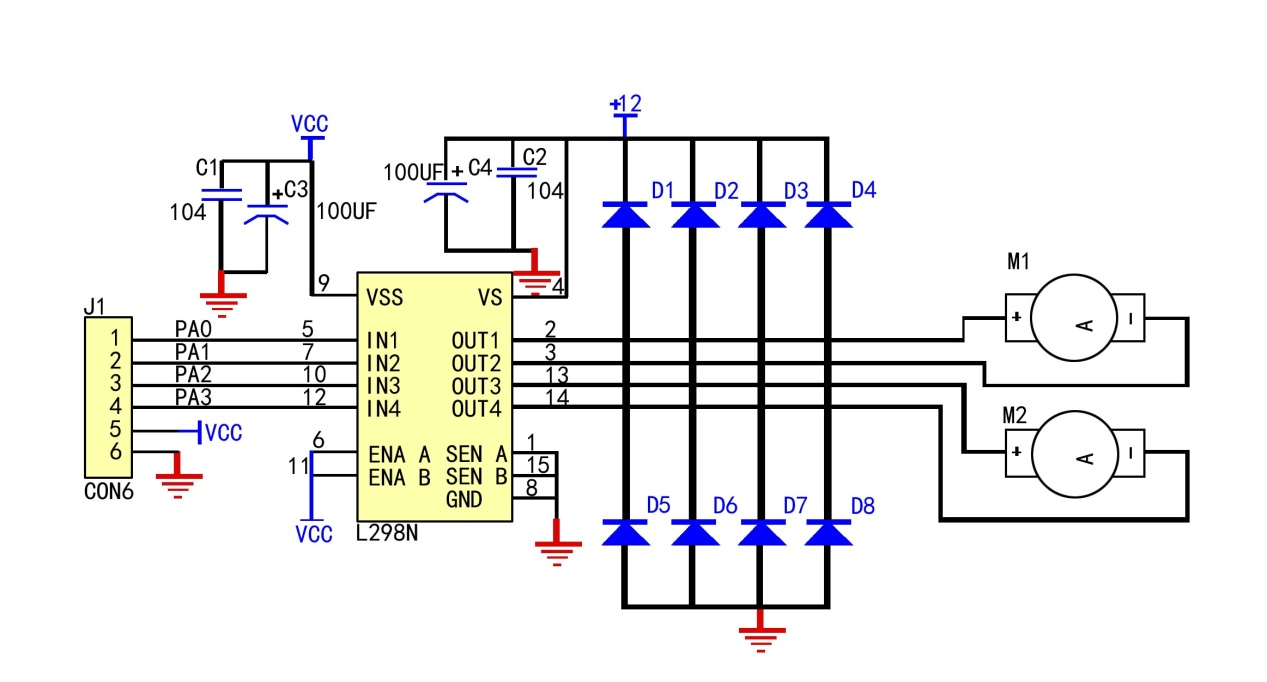 +12
VCC
C1
+
C3
104
100UF
100UF
+
C4
C2
104
D1
D2
D3
D4
9
VSS
VS
4
M1
+
A
-
J1
1
PA0
5
IN1
OUT1
2
2
PA1
7
IN2
OUT2
3
3
PA2
10
IN3
OUT3
13
4
PA3
12
IN4
OUT4
14
5
VCC
6
CON6
6
ENA A
SEN A
1
11
ENA B
SEN B
15
GND
8
VCC
L298N
M2
+
A
-
D5
D6
D7
D8